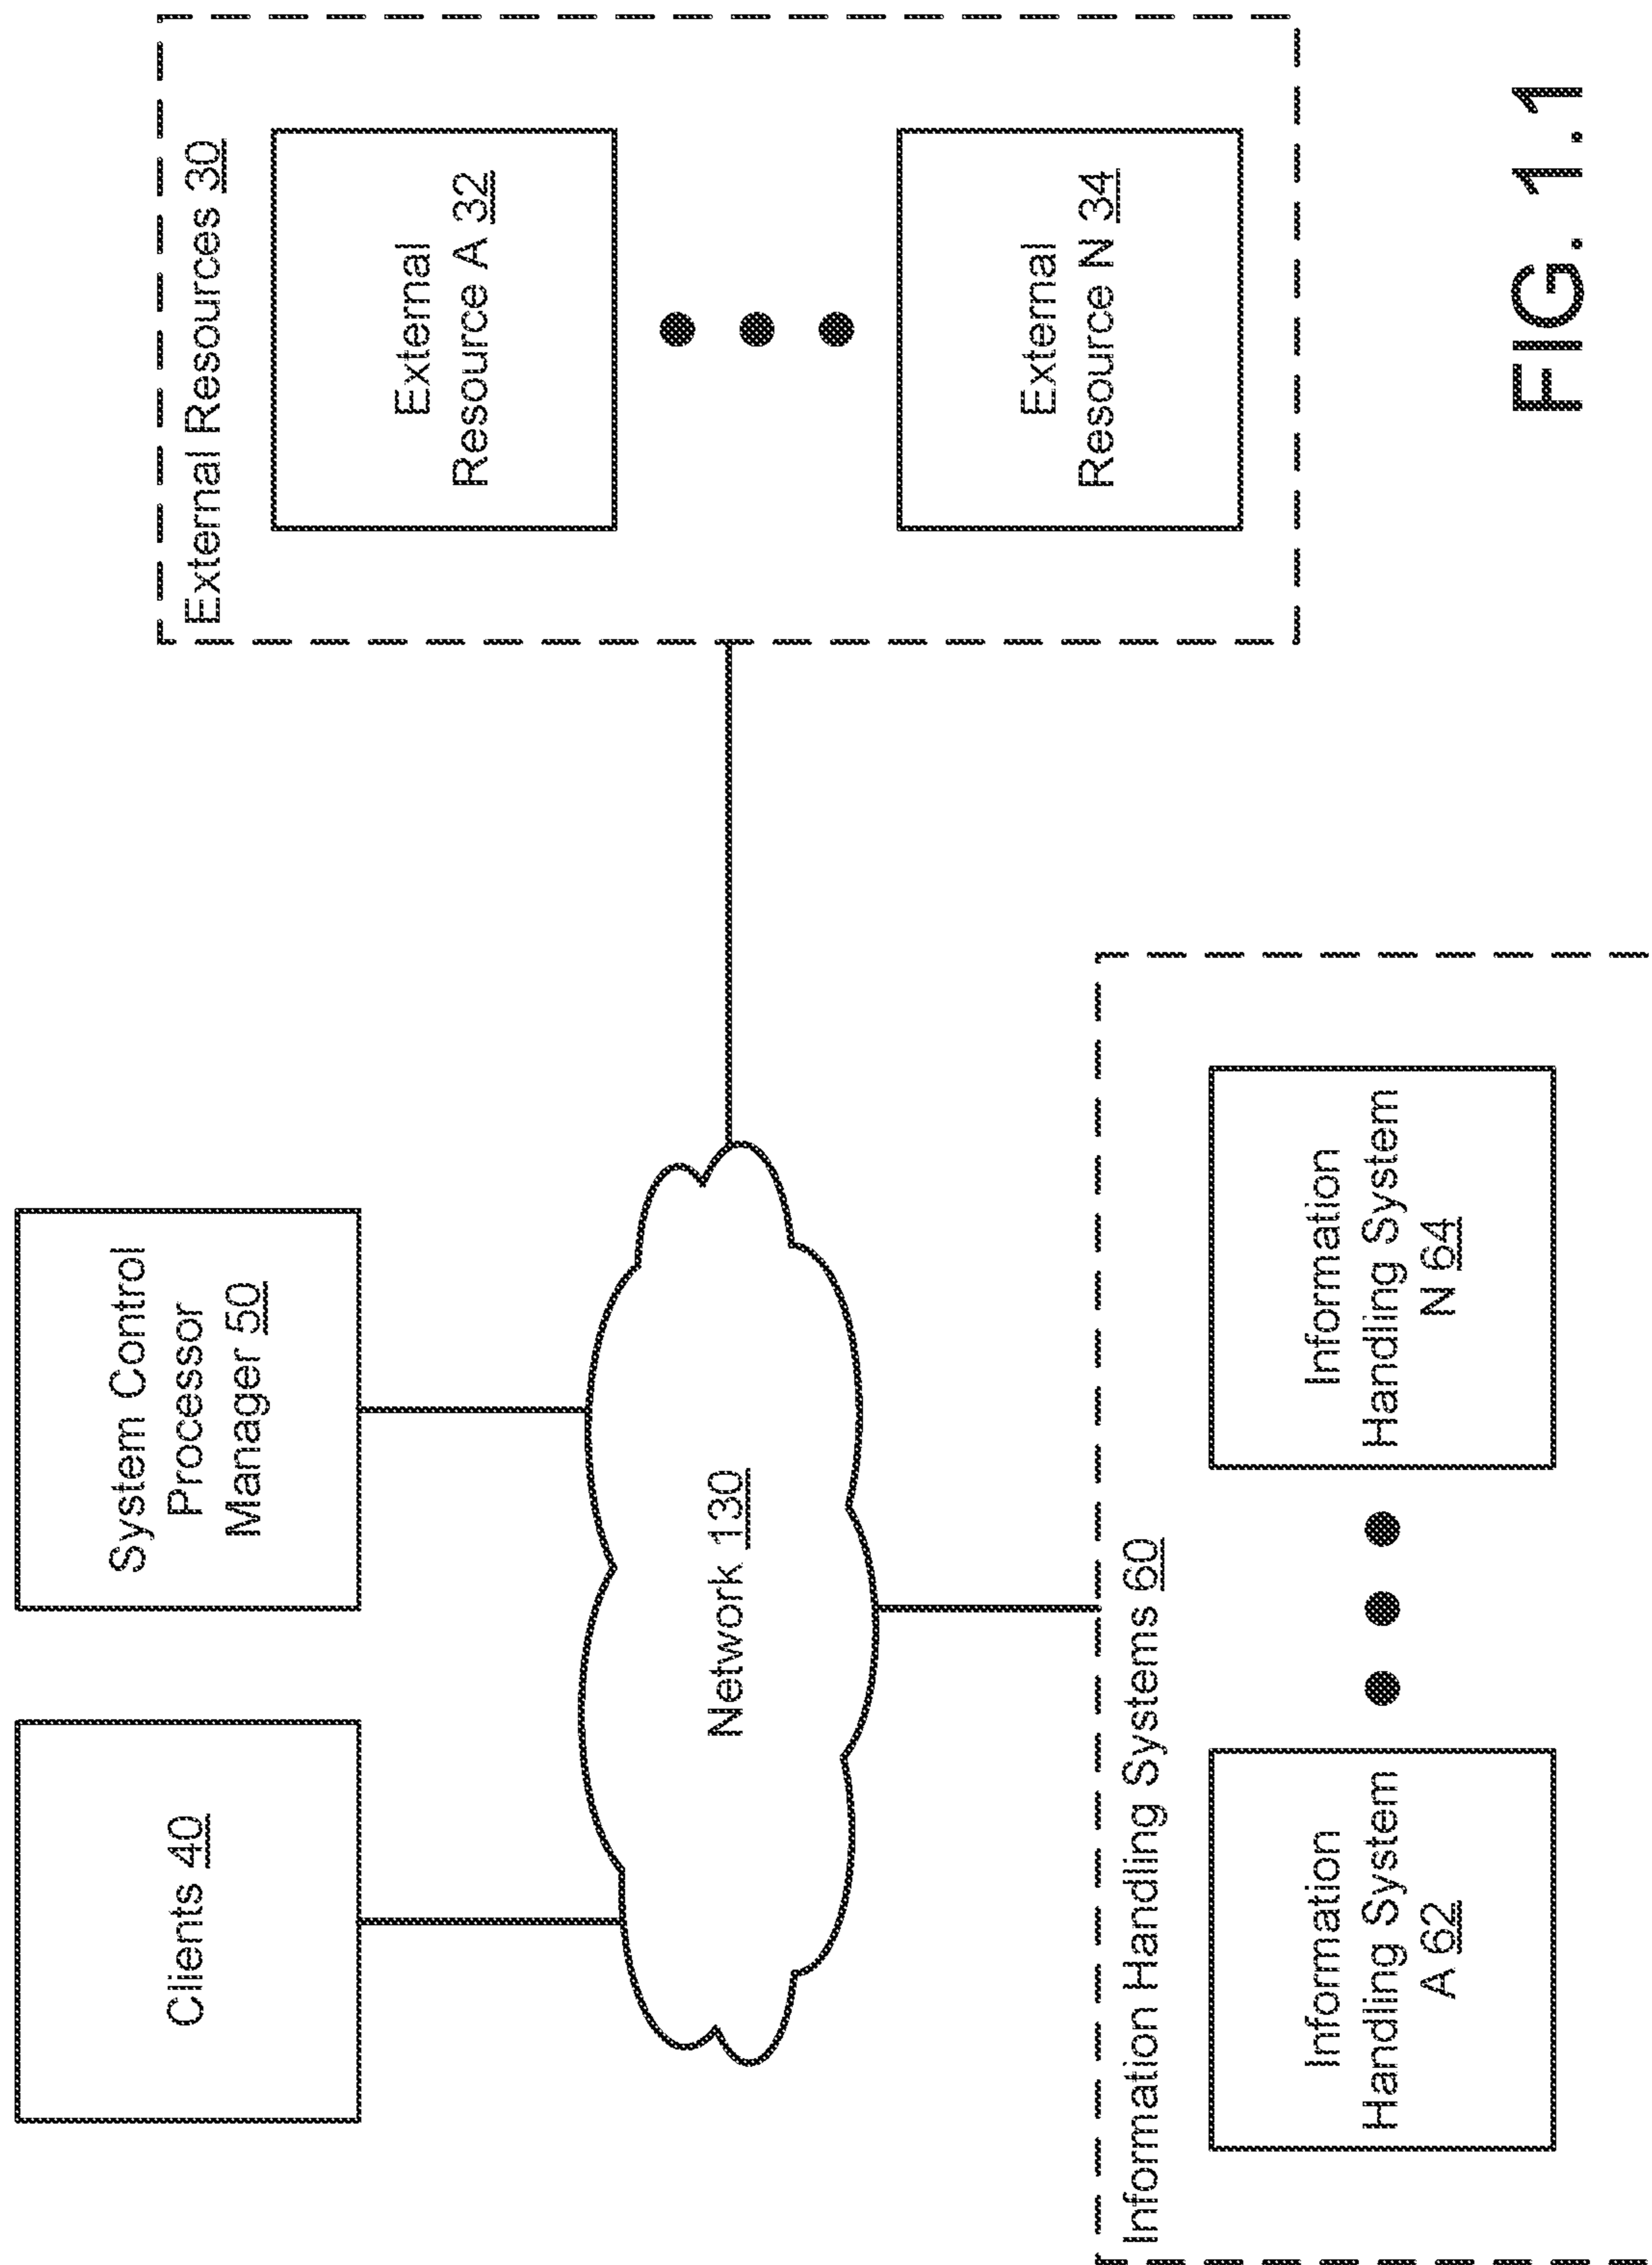 Clients 40
System Control
Processor
Manager 50
External Resources 30
External
Resource A 32
External
Resource N 34
Network 130
Information Handling Systems 60
Information
Handling System
A 62
Information
Handling System
N 64
FIG. 1.1